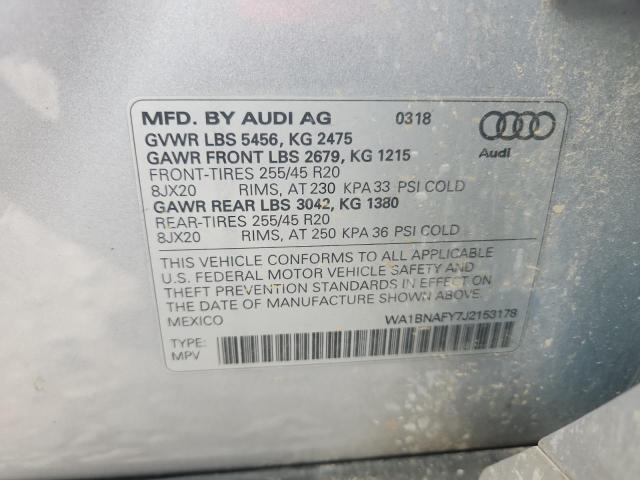 MFD. BY AUDI AG 0318
GVWR LBS 5456, KG 2475
GAWR FRONT LBS 2679, KG 1215
FRONT-TIRES 255/45 R20
8JX20 RIMS, AT 230 KPA 33 PSI COLD
GAWR REAR LBS 3042, KG 1380
REAR-TIRES 255/45 R20
8JX20 RIMS, AT 250 KPA 36 PSI COLD
Audi
THIS VEHICLE CONFORMS TO ALL APPLICABLE
U.S. FEDERAL MOTOR VEHICLE SAFETY AND
THEFT PREVENTION STANDARDS IN EFFECT ON
THE DATE OF MANUFACTURE SHOWN ABOVE.
MEXICO WA1BNAFY7J2153178
TYPE:
MPV